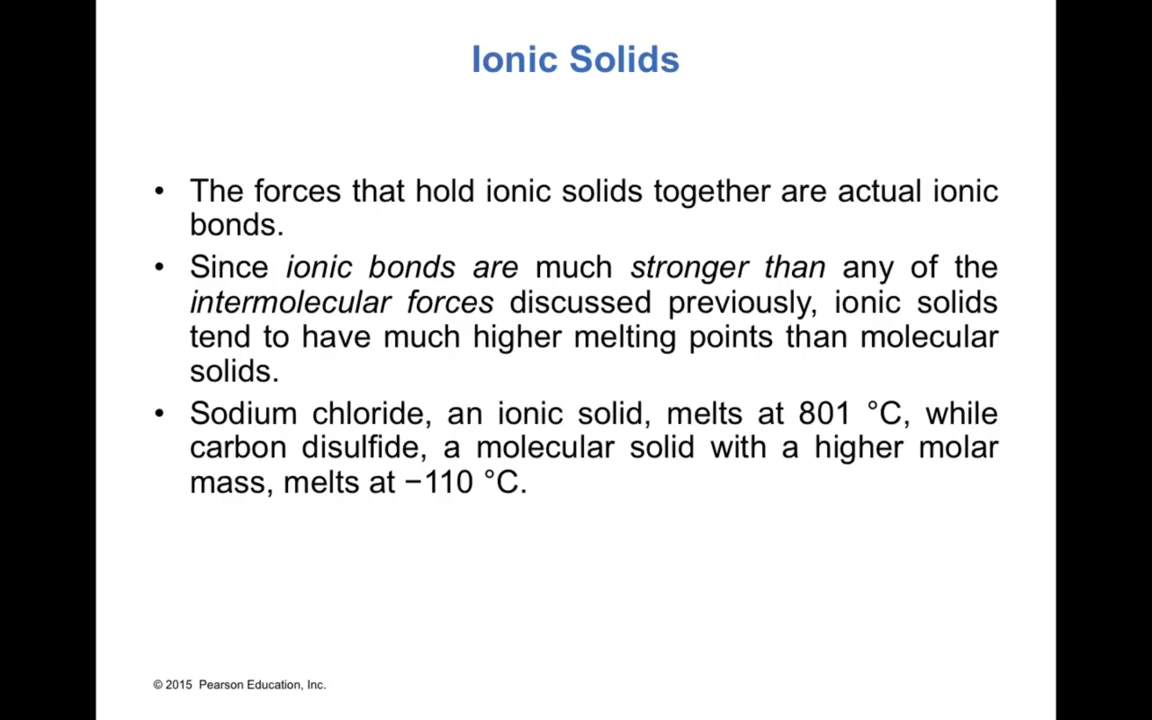 Ionic Solids
• The forces that hold ionic solids together are actual ionic
bonds.
• Since ionic bonds are much stronger than any of the
intermolecular forces discussed previously, ionic solids
tend to have much higher melting points than molecular
solids.
• Sodium chloride, an ionic solid, melts at 801 °C, while
carbon disulfide, a molecular solid with a higher molar
mass, melts at −110 °C.
© 2015 Pearson Education, Inc.